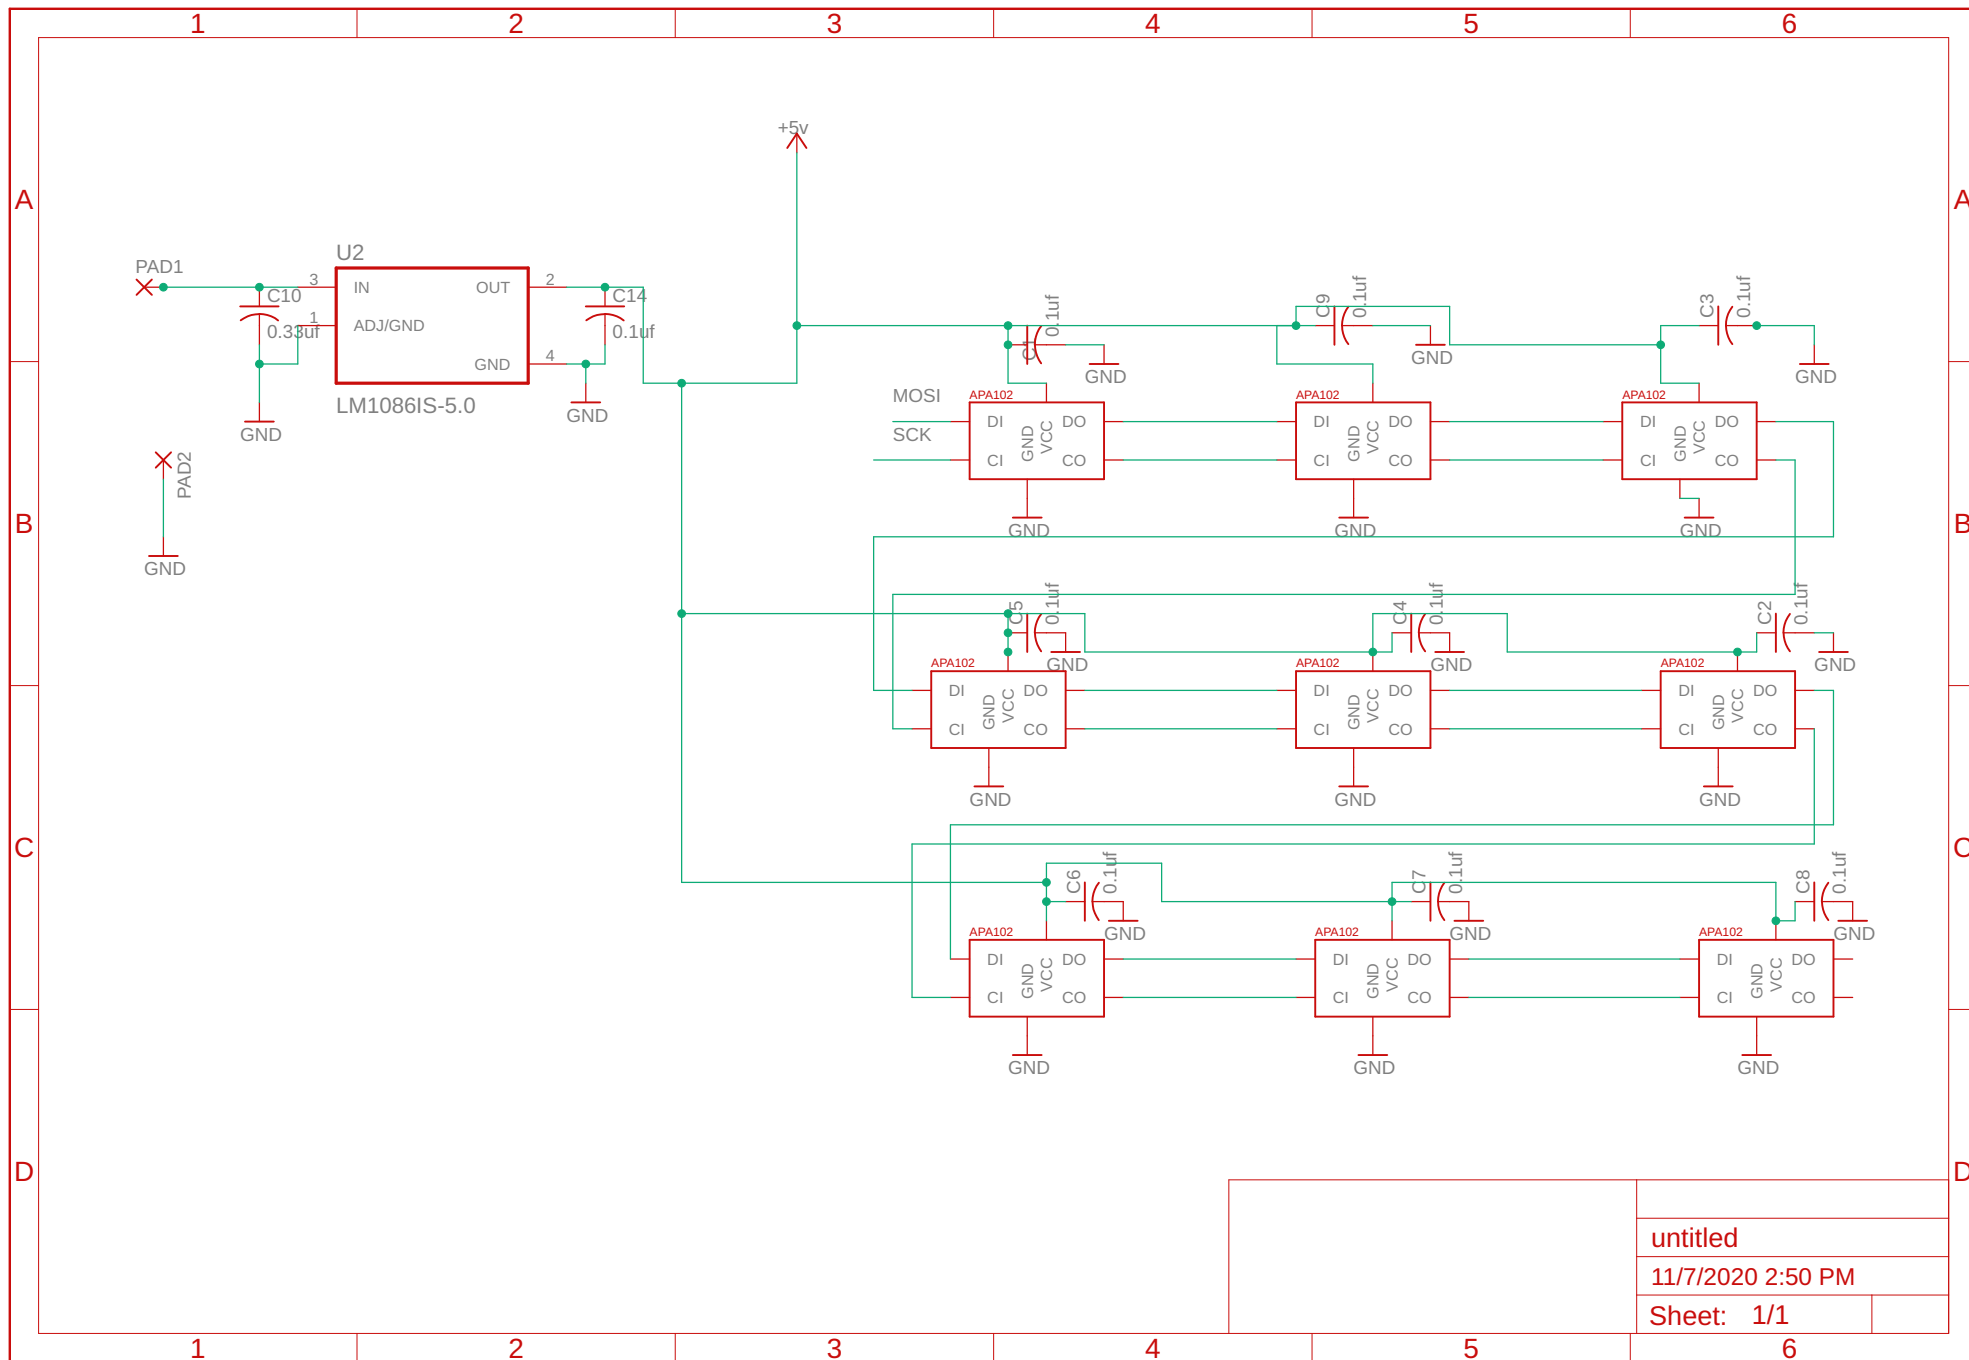 1 2 3 4 5 6
A A
+5v
U2
PAD1
3 IN OUT 2
C10 C14
1 ADJ/GND
0.33uf 0.1uf
GND 4
LM1086IS-5.0
GND GND
PAD2
GND
C1 0.1uf C9 0.1uf C3 0.1uf
GND GND GND
MOSI
SCK
APA102 APA102 APA102
DI GND VCC DO DI GND VCC DO DI GND VCC DO
CI CO CI CO CI CO
GND GND GND
B B
C5 0.1uf C4 0.1uf C2 0.1uf
GND GND GND
APA102 APA102 APA102
DI GND VCC DO DI GND VCC DO DI GND VCC DO
CI CO CI CO CI CO
GND GND GND
C C
C6 0.1uf C7 0.1uf C8 0.1uf
GND GND GND
APA102 APA102 APA102
DI GND VCC DO DI GND VCC DO DI GND VCC DO
CI CO CI CO CI CO
GND GND GND
D D
untitled
11/7/2020 2:50 PM
Sheet: 1/1
1 2 3 4 5 6